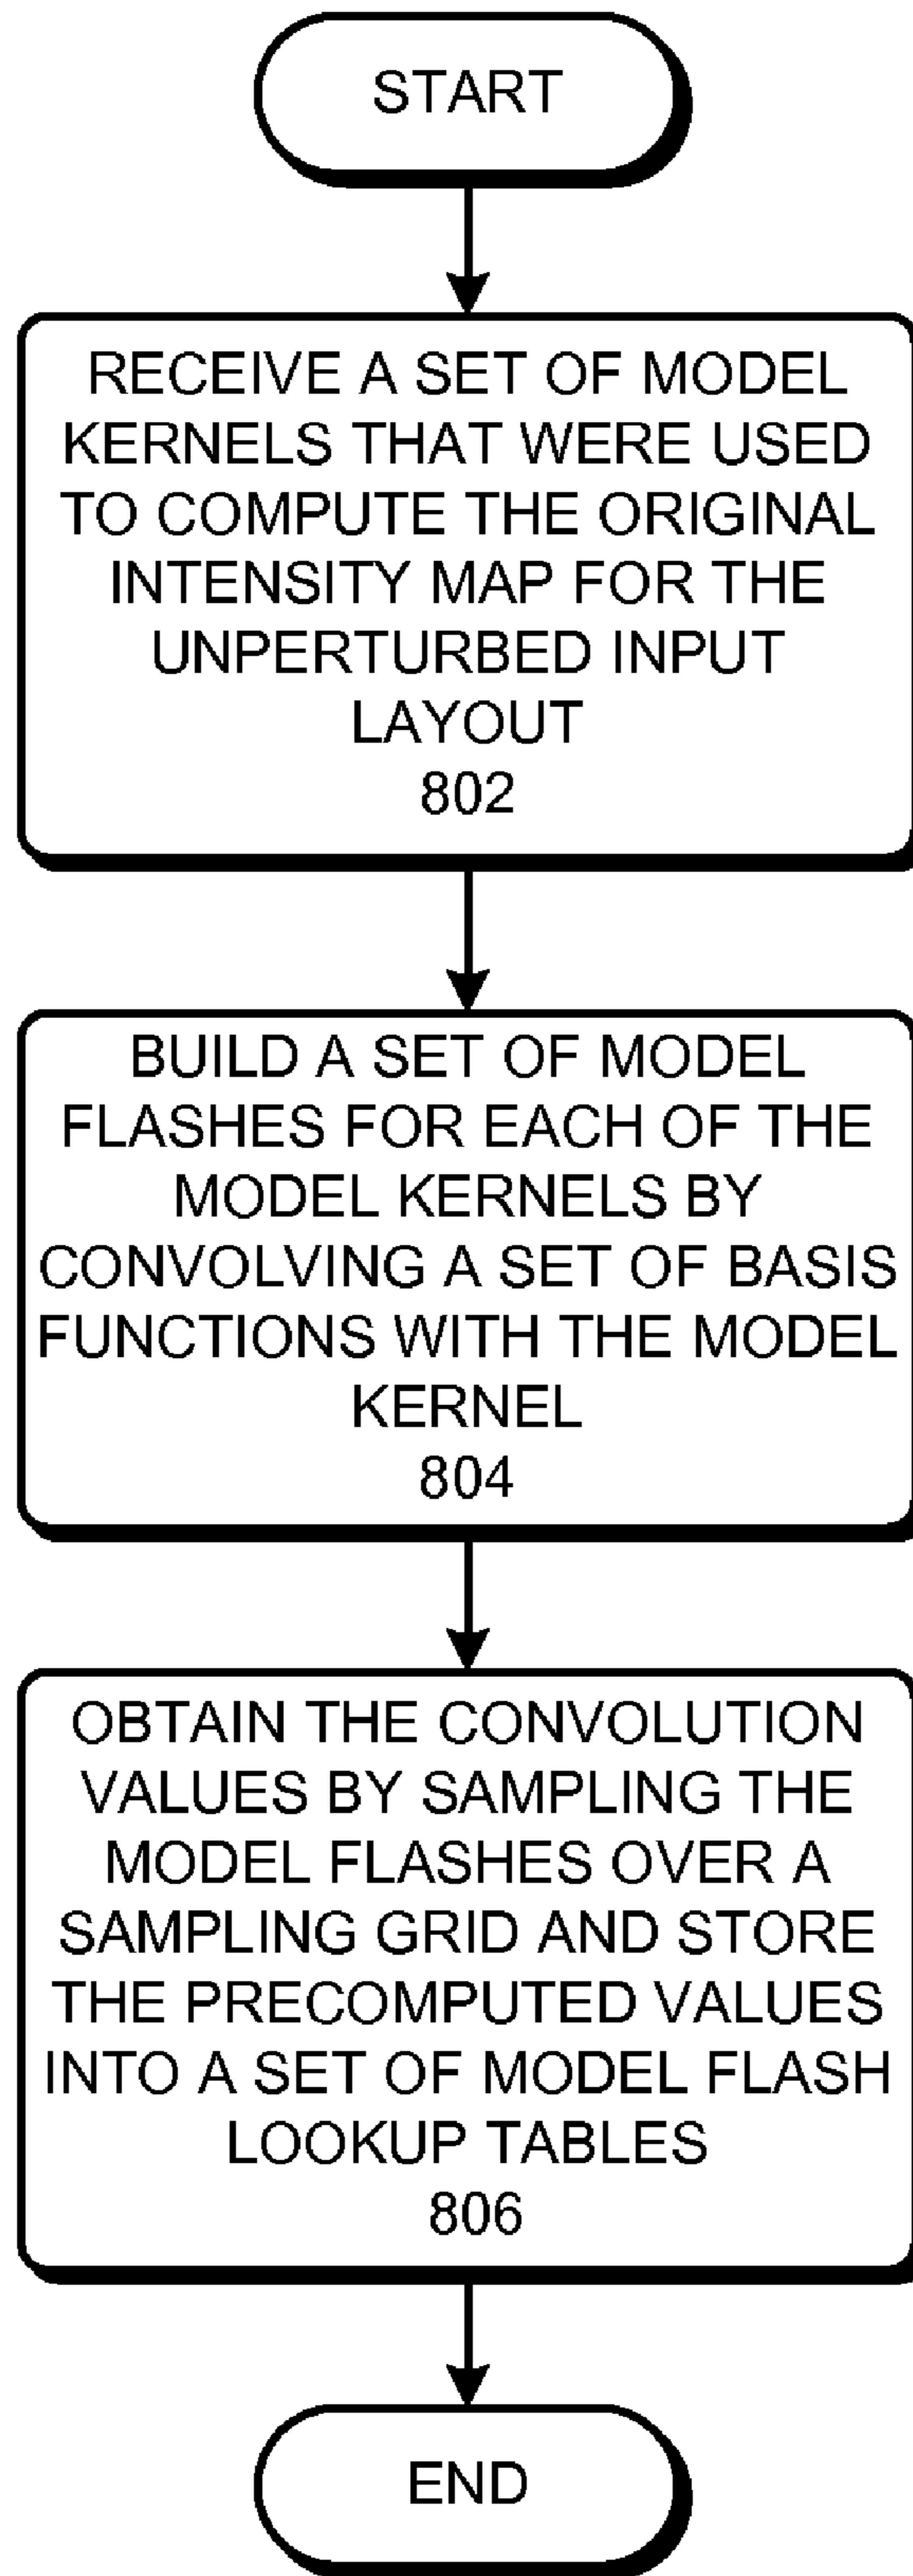 START
RECEIVE A SET OF MODEL
KERNELS THAT WERE USED
TO COMPUTE THE ORIGINAL
INTENSITY MAP FOR THE
UNPERTURBED INPUT
LAYOUT
802
BUILD A SET OF MODEL
FLASHES FOR EACH OF THE
MODEL KERNELS BY
CONVOLVING A SET OF BASIS
FUNCTIONS WITH THE MODEL
KERNEL
804
OBTAIN THE CONVOLUTION
VALUES BY SAMPLING THE
MODEL FLASHES OVER A
SAMPLING GRID AND STORE
THE PRECOMPUTED VALUES
INTO A SET OF MODEL FLASH
LOOKUP TABLES
806
END